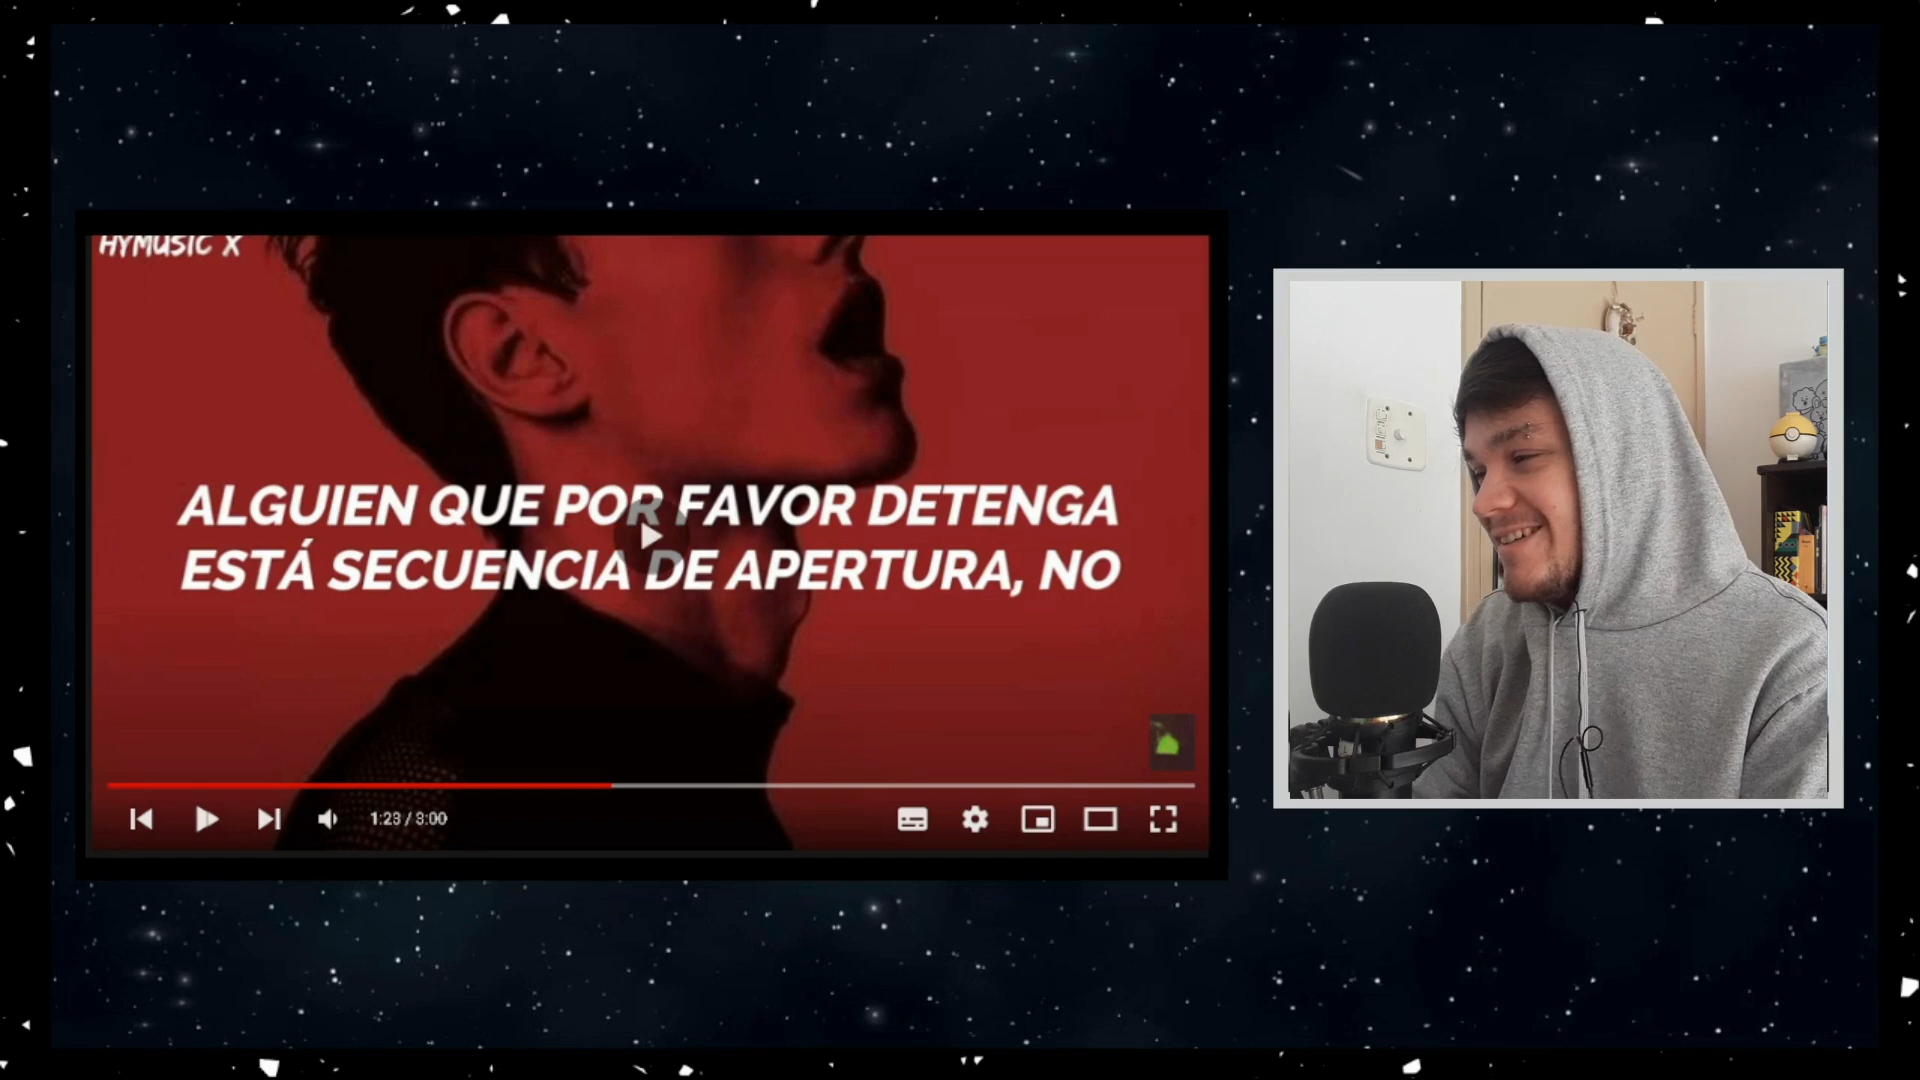 HYMUSIC X
ALGUIEN QUE POR FAVOR DETENGA
ESTÁ SECUENCIA DE APERTURA, NO
1:23 / 3:00